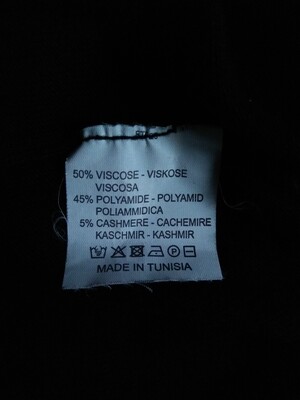 50% VISCOSE - VISKOSE
VISCOSA
45% POLYAMIDE - POLYAMID
POLIAMMIDICA
5% CASHMERE - CACHEMIRE
KASCHMIR - KASHMIR
MADE IN TUNISIA